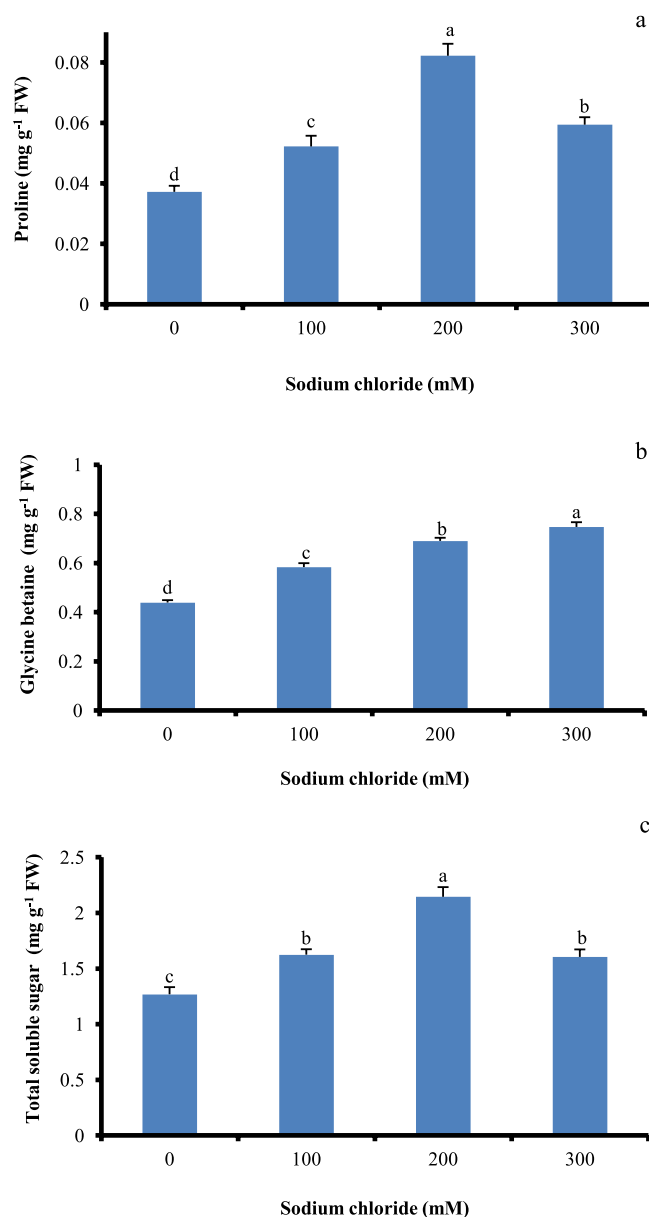 a
Proline (mg g-1 FW)
0.08
0.06
0.04
0.02
0
d
c
a
b
0 100 200 300
Sodium chloride (mM)
b
Glycine betaine (mg g-1 FW)
1
0.8
0.6
0.4
0.2
0
d
c
b
a
0 100 200 300
Sodium chloride (mM)
c
Total soluble sugar (mg g-1 FW)
2.5
2
1.5
1
0.5
0
c
b
a
b
0 100 200 300
Sodium chloride (mM)